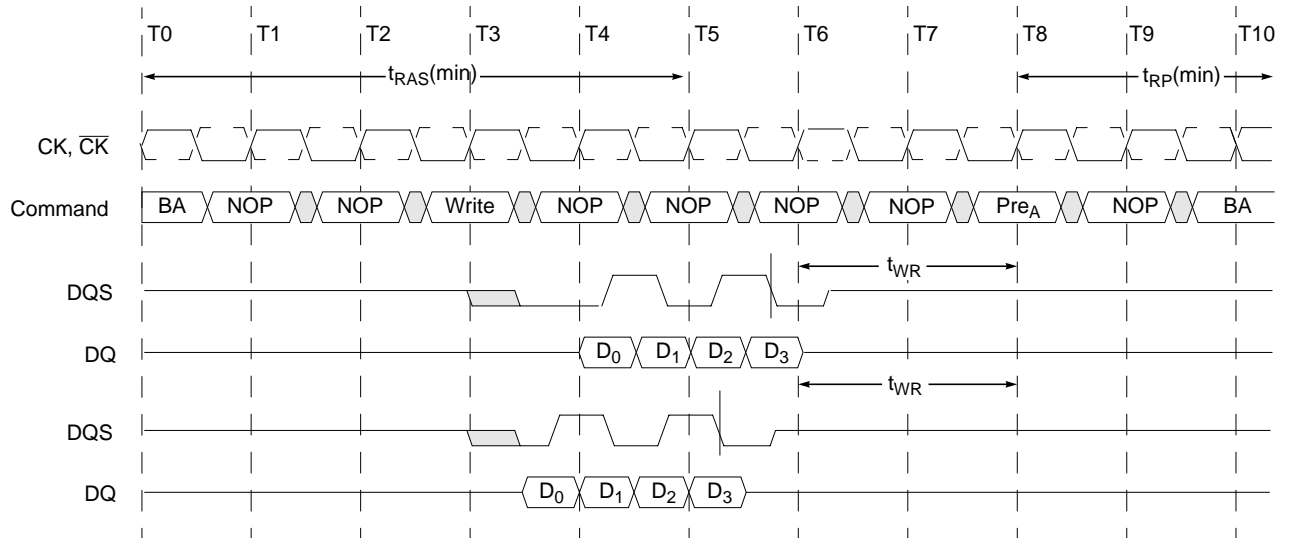 T0 T1 T2 T3 T4 T5 T6 T7 T8 T9 T10
tRAS(min) tRP(min)
CK, C̅K̅
Command BA NOP NOP Write NOP NOP NOP NOP PreA NOP BA
tWR
DQS
DQ D0 D1 D2 D3
tWR
DQS
DQ D0 D1 D2 D3